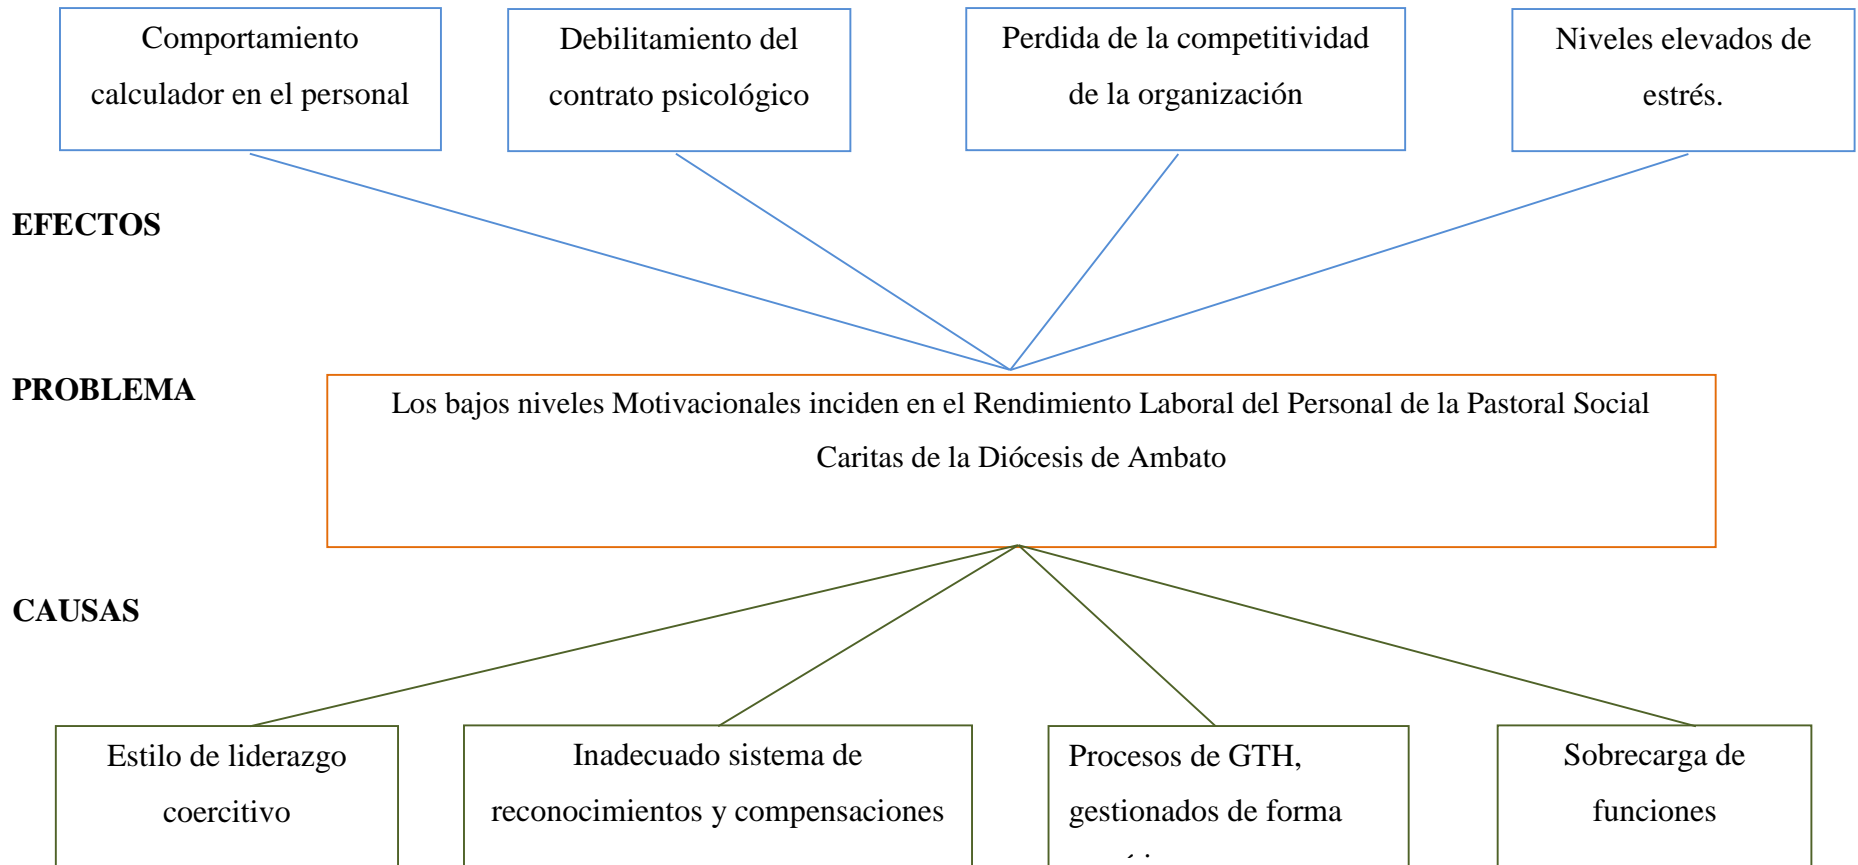 Comportamiento
calculador en el personal
Debilitamiento del
contrato psicológico
Perdida de la competitividad
de la organización
Niveles elevados de
estrés.
EFECTOS
PROBLEMA
Los bajos niveles Motivacionales inciden en el Rendimiento Laboral del Personal de la Pastoral Social
Caritas de la Diócesis de Ambato
CAUSAS
Estilo de liderazgo
coercitivo
Inadecuado sistema de
reconocimientos y compensaciones
Procesos de GTH,
gestionados de forma
Sobrecarga de
funciones